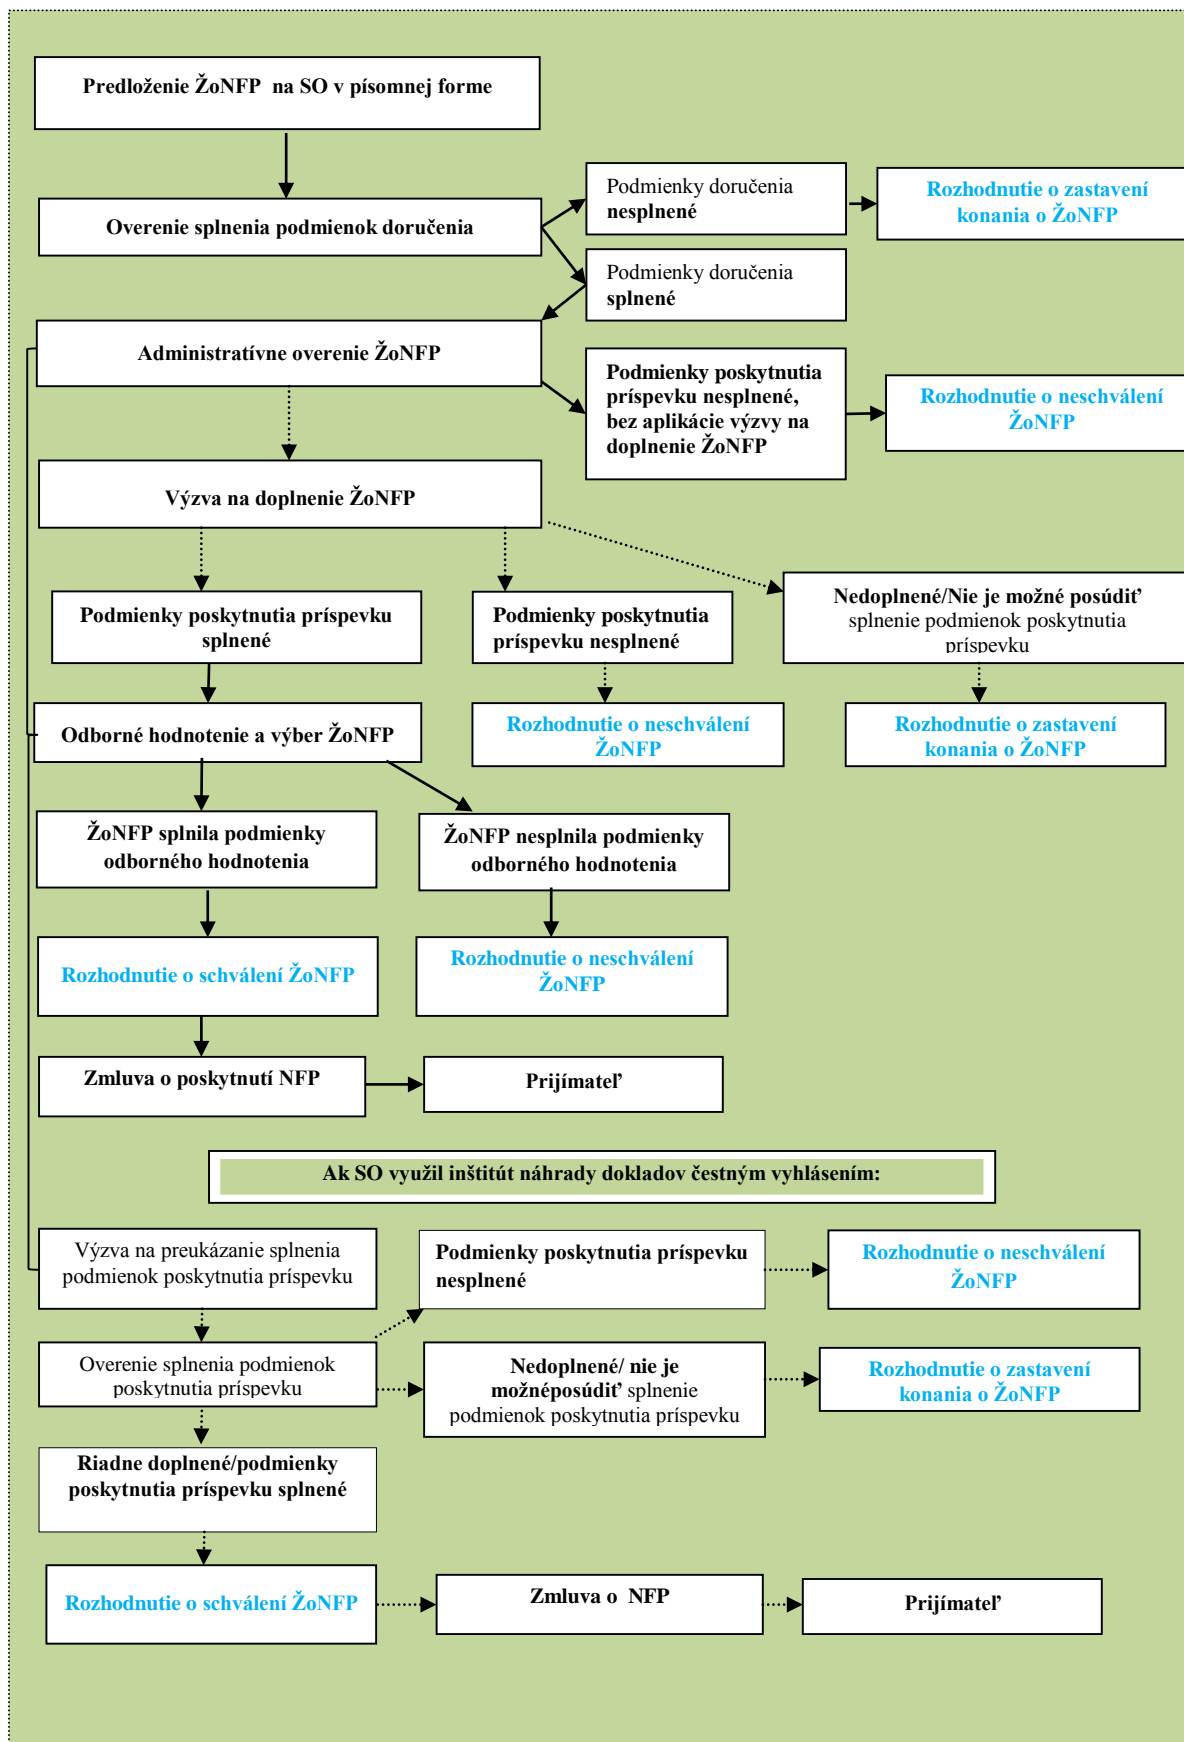 Predloženie ŽoNFP na SO v písomnej forme
Podmienky doručenia
nesplnené
Rozhodnutie o zastavení
konania o ŽoNFP
Overenie splnenia podmienok doručenia
Podmienky doručenia
splnené
Administratívne overenie ŽoNFP
Podmienky poskytnutia
príspevku nesplnené,
bez aplikácie výzvy na
doplnenie ŽoNFP
Rozhodnutie o neschválení
ŽoNFP
Výzva na doplnenie ŽoNFP
Podmienky poskytnutia príspevku
splnené
Podmienky poskytnutia
príspevku nesplnené
Nedoplnené/Nie je možné posúdiť
splnenie podmienok poskytnutia
príspevku
Odborné hodnotenie a výber ŽoNFP
Rozhodnutie o neschválení
ŽoNFP
Rozhodnutie o zastavení
konania o ŽoNFP
ŽoNFP splnila podmienky
odborného hodnotenia
ŽoNFP nesplnila podmienky
odborného hodnotenia
Rozhodnutie o schválení ŽoNFP
Rozhodnutie o neschválení
ŽoNFP
Zmluva o poskytnutí NFP
Prijímateľ
Ak SO využil inštitút náhrady dokladov čestným vyhlásením:
Výzva na preukázanie splnenia
podmienok poskytnutia príspevku
Podmienky poskytnutia príspevku
nesplnené
Rozhodnutie o neschválení
ŽoNFP
Overenie splnenia podmienok
poskytnutia príspevku
Nedoplnené/ nie je
možnéposúdiť splnenie
podmienok poskytnutia príspevku
Rozhodnutie o zastavení
konania o ŽoNFP
Riadne doplnené/podmienky
poskytnutia príspevku splnené
Rozhodnutie o schválení ŽoNFP
Zmluva o NFP
Prijímateľ